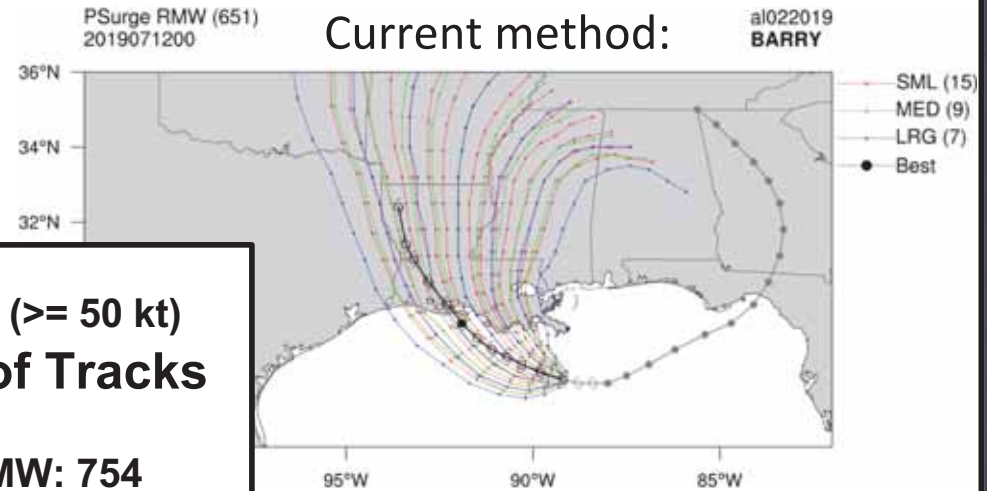 PSurge RMW (651)
2019071200
Current method:
al022019
BARRY
36°N
34°N
32°N
SML (15)
MED (9)
LRG (7)
Best
(>= 50 kt)
of Tracks
MW: 754
95°W
90°W
85°W